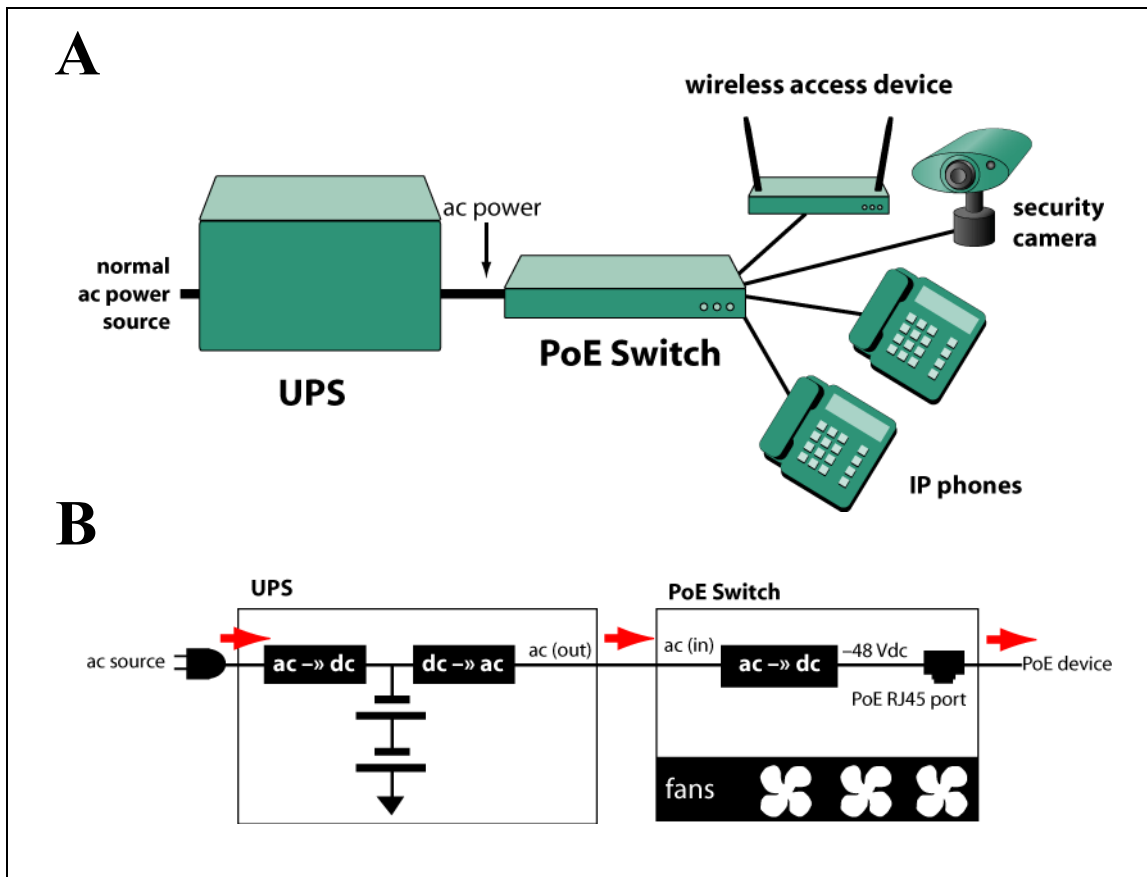 A
wireless access device
ac power
security
camera
normal
ac power
source
PoE Switch
UPS
IP phones
B
UPS
PoE Switch
ac source
ac –» dc
dc –» ac
ac (out)
ac (in)
ac –» dc
–48 Vdc
PoE device
PoE RJ45 port
fans